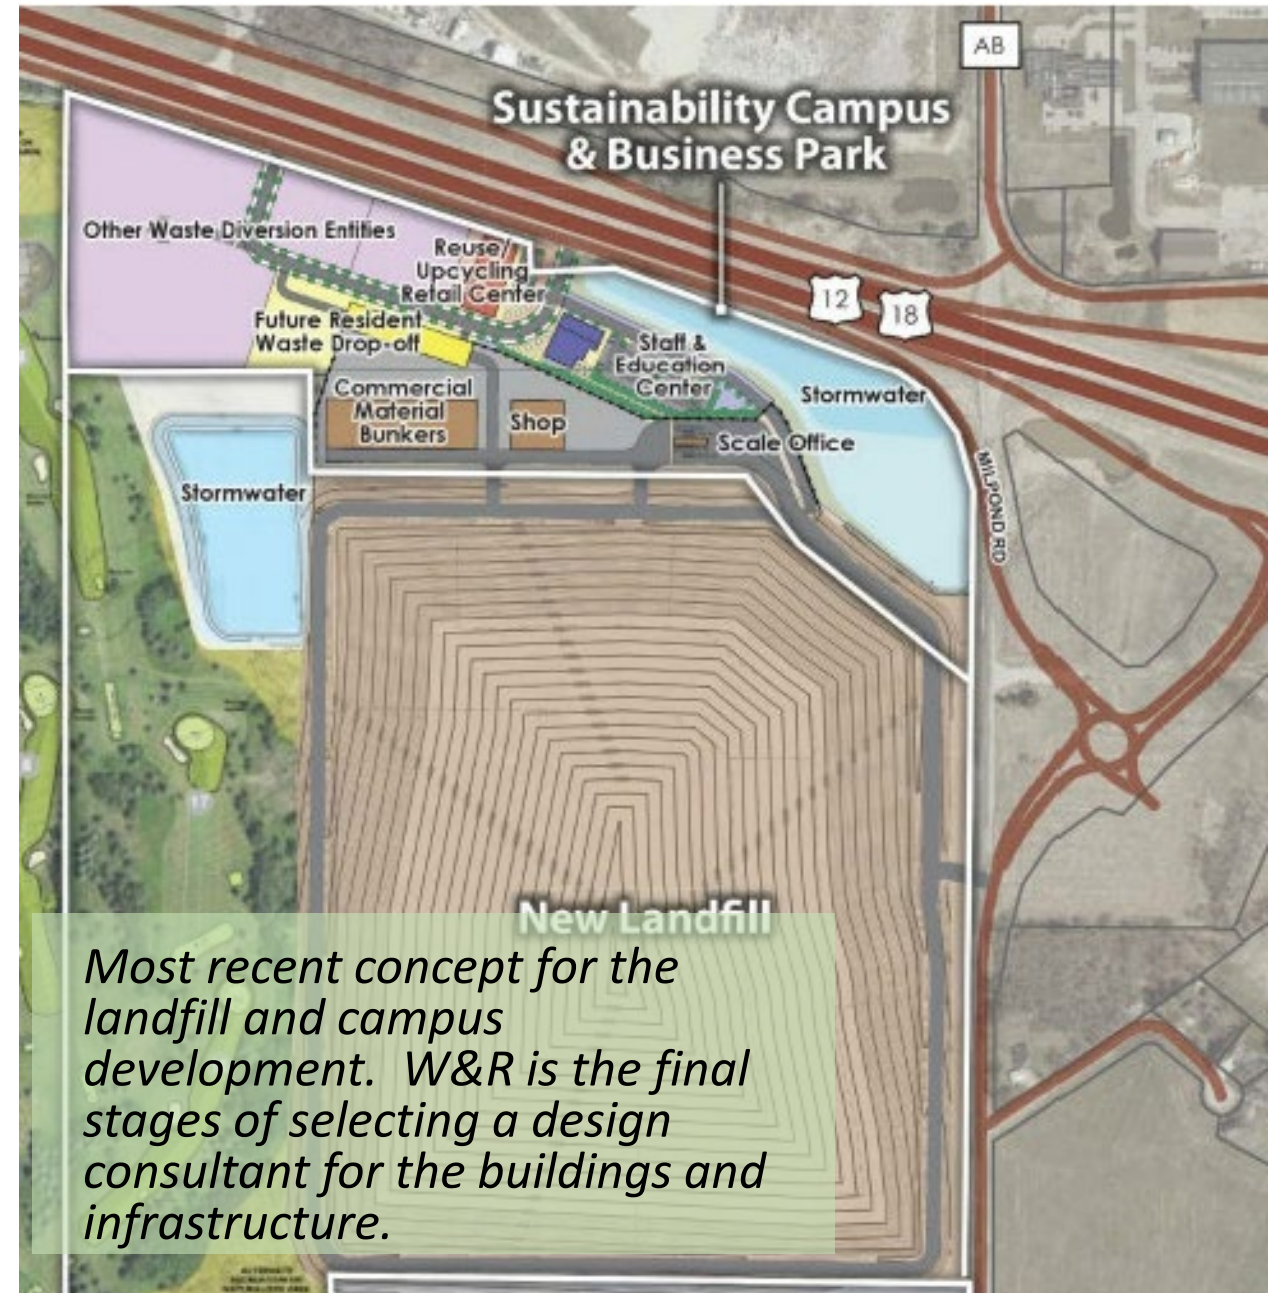 AB
Sustainability Campus
& Business Park
Other Waste Diversion Entities
Reuse/
Upcycling
Retail Center
12
18
Future Resident
Waste Drop-off
Staff &
Education
Center
Stormwater
Commercial
Material
Bunkers
Shop
Scale Office
MILPOND RD
Stormwater
17
New Landfill
Most recent concept for the
landfill and campus
development.  W&R is the final
stages of selecting a design
consultant for the buildings and
infrastructure.